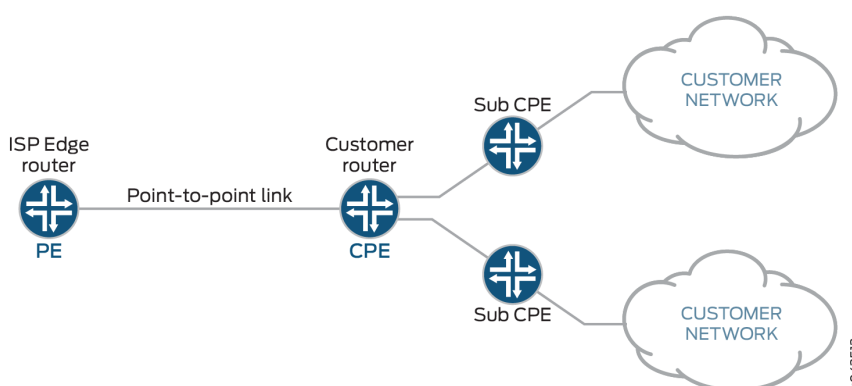 ISP Edge
router
PE
Point-to-point link
Customer
router
CPE
Sub CPE
CUSTOMER
NETWORK
Sub CPE
CUSTOMER
NETWORK